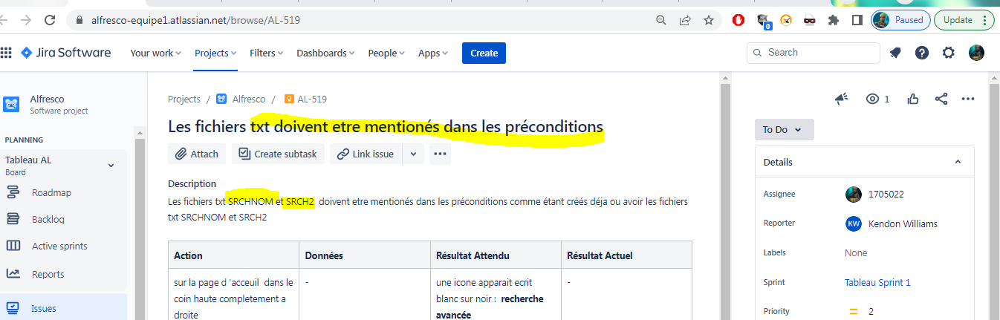 alfresco-equipe1.atlassian.net/browse/AL-519
0
Paused
Update
Jira Software
Your work
Projects
Filters
Dashboards
People
Apps
Create
Search
Alfresco
Software project
PLANNING
Tableau AL
Board
Roadmap
Backlog
Active sprints
Reports
Issues
Projects / Alfresco / AL-519
Les fichiers txt doivent etre mentionés dans les préconditions
Attach
Create subtask
Link issue
Description
Les fichiers txt SRCHNOM et SRCH2 doivent etre mentionés dans les préconditions comme étant créés déja ou avoir les fichiers
txt SRCHNOM et SRCH2
Action Données Résultat Attendu Résultat Actuel
sur la page d 'acceuil dans le
coin haute completement a
droite
-
une icone apparait ecrit
blanc sur noir : recherche
avancée
-
1
To Do
Details
Assignee 1705022
Reporter KW Kendon Williams
Labels None
Sprint Tableau Sprint 1
Priority 2